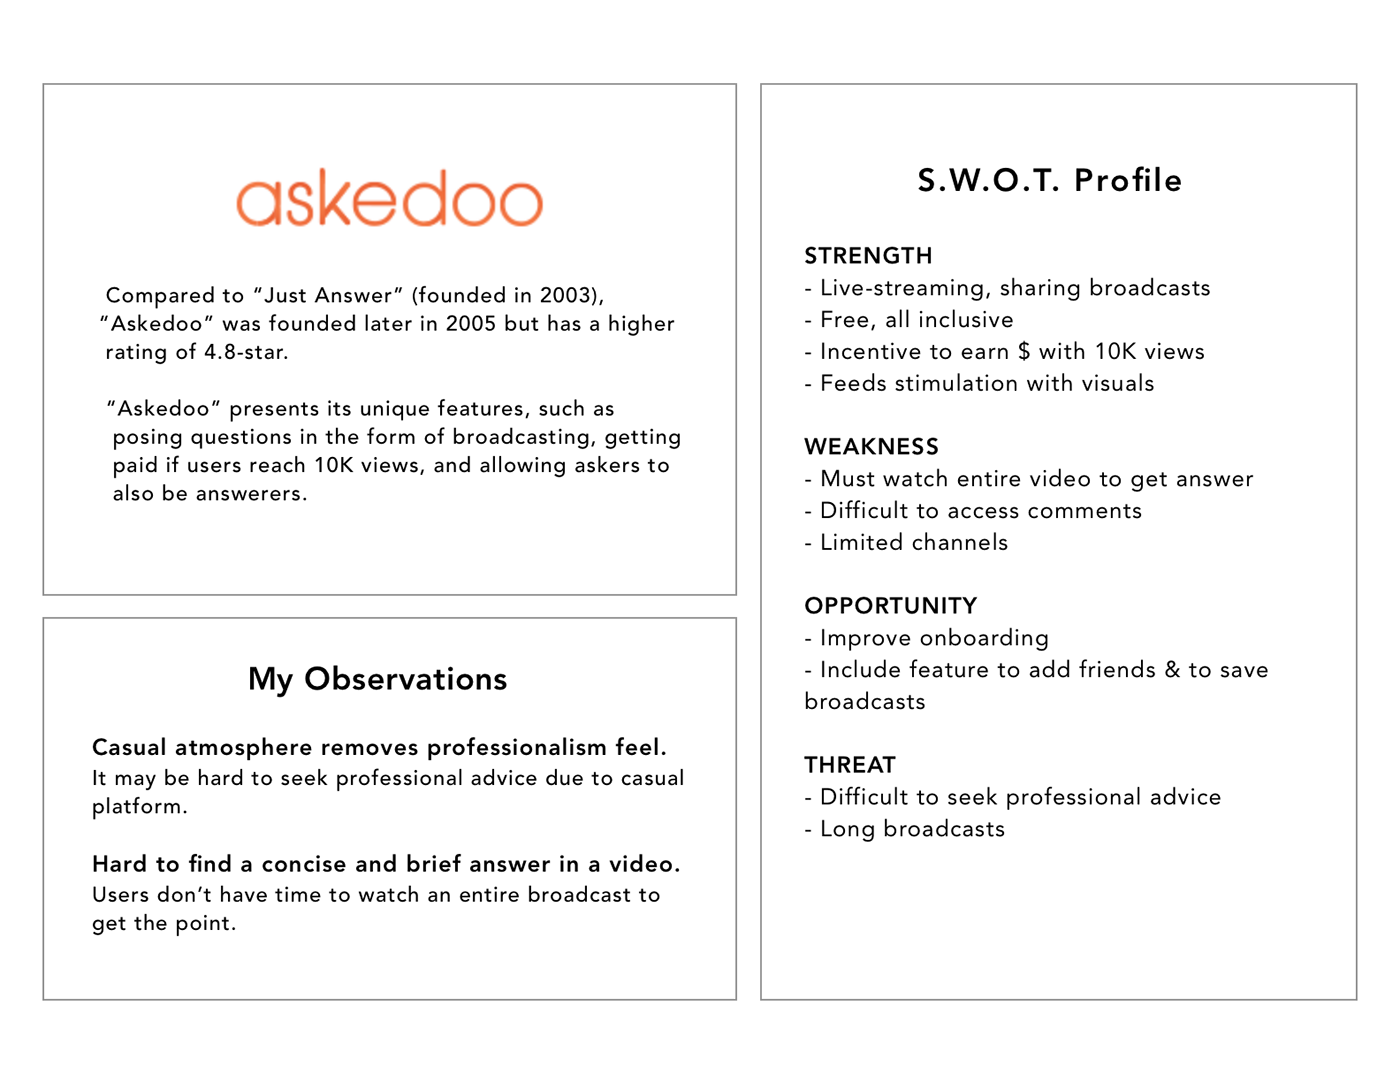 askedoo
Compared to “Just Answer” (founded in 2003),
“Askedoo” was founded later in 2005 but has a higher
rating of 4.8-star.
“Askedoo” presents its unique features, such as
posing questions in the form of broadcasting, getting
paid if users reach 10K views, and allowing askers to
also be answerers.
My Observations
Casual atmosphere removes professionalism feel.
It may be hard to seek professional advice due to casual
platform.
Hard to find a concise and brief answer in a video.
Users don’t have time to watch an entire broadcast to
get the point.
S.W.O.T. Profile
STRENGTH
- Live-streaming, sharing broadcasts
- Free, all inclusive
- Incentive to earn $ with 10K views
- Feeds stimulation with visuals
WEAKNESS
- Must watch entire video to get answer
- Difficult to access comments
- Limited channels
OPPORTUNITY
- Improve onboarding
- Include feature to add friends & to save
broadcasts
THREAT
- Difficult to seek professional advice
- Long broadcasts